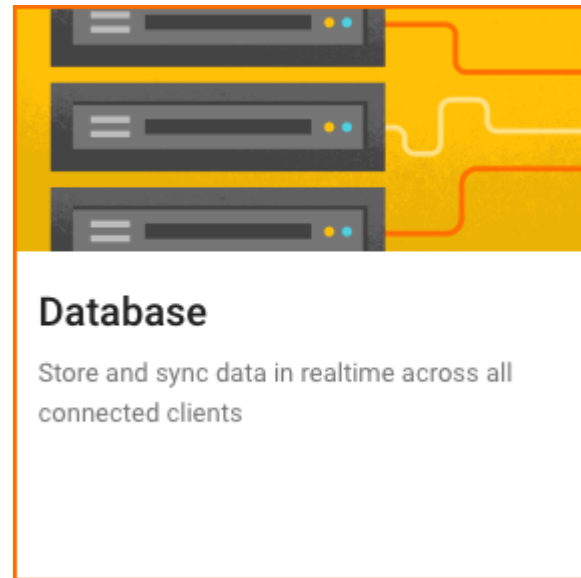 Database
Store and sync data in realtime across all
connected clients